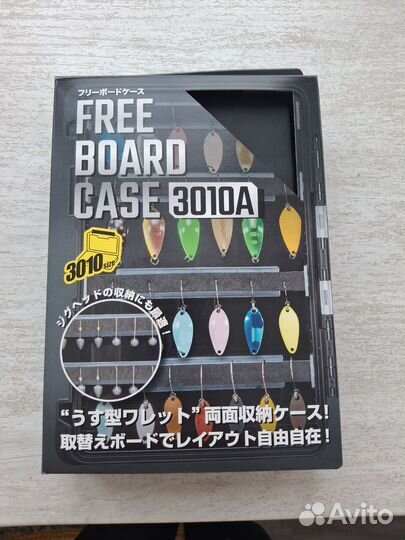 フリーボードケース
FREE
BOARD
CASE 3010A
3010size
ジグヘッドの収納にも最適！
“うす型ワレット”両面収納ケース！
取替えボードでレイアウト自由自在！
Avito